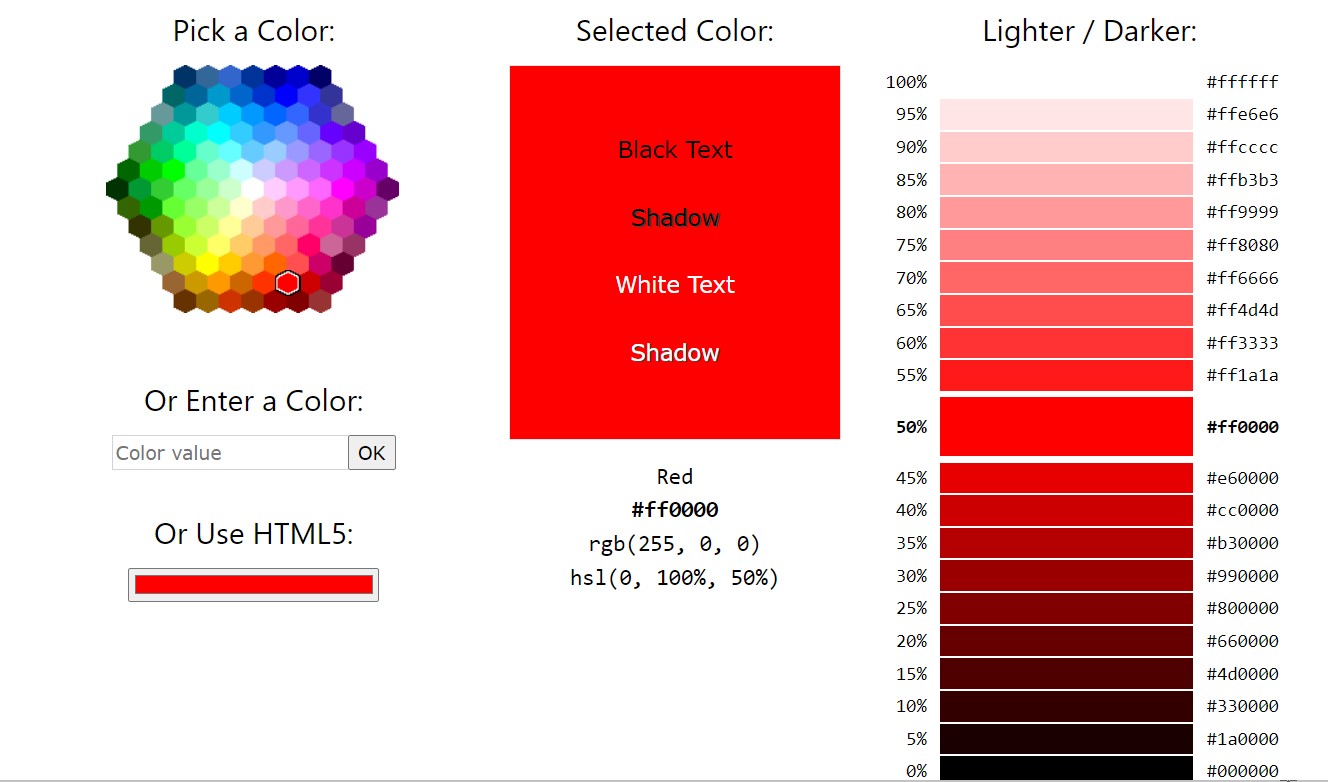 Pick a Color:
Or Enter a Color:
Color value
OK
Or Use HTML5:
Selected Color:
Black Text
Shadow
White Text
Shadow
Red
#ff0000
rgb(255, 0, 0)
hsl(0, 100%, 50%)
Lighter / Darker:
100% #ffffff
95% #ffe6e6
90% #ffcccc
85% #ffb3b3
80% #ff9999
75% #ff8080
70% #ff6666
65% #ff4d4d
60% #ff3333
55% #ff1a1a
50% #ff0000
45% #e60000
40% #cc0000
35% #b30000
30% #990000
25% #800000
20% #660000
15% #4d0000
10% #330000
5% #1a0000
0% #000000